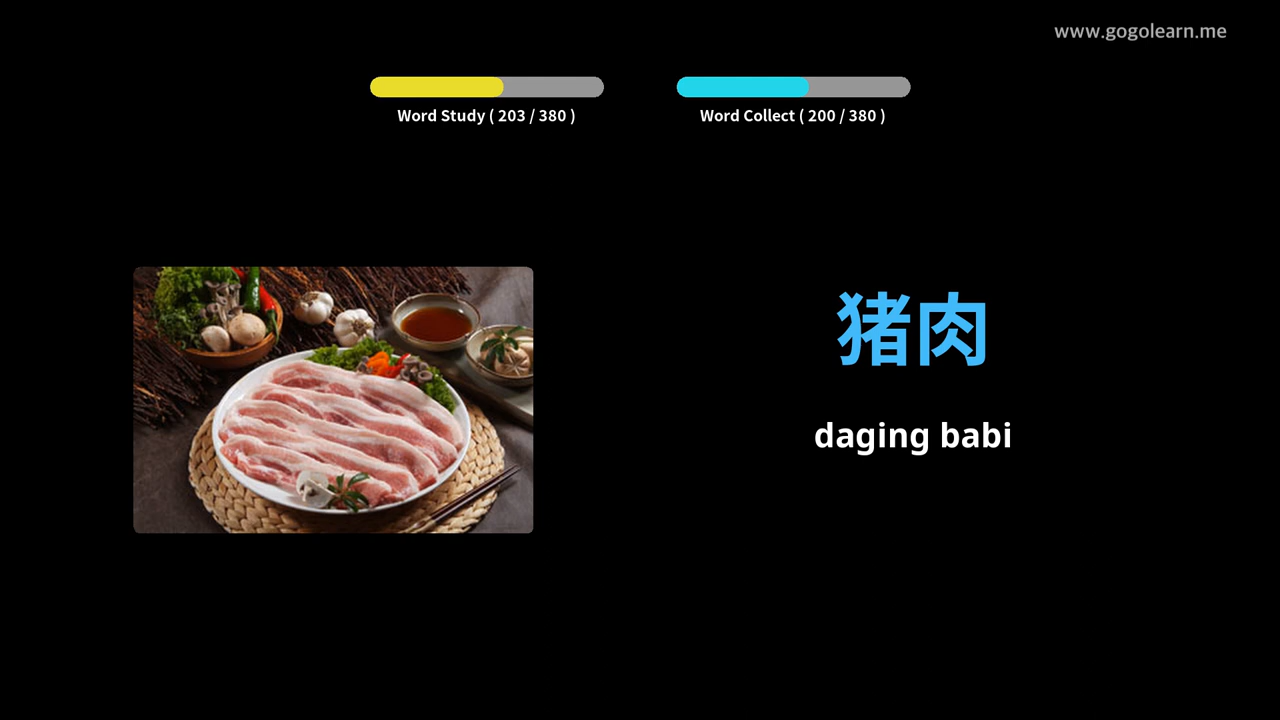 www.gogolearn.me
Word Study ( 203 / 380 )
Word Collect ( 200 / 380 )
猪肉
daging babi